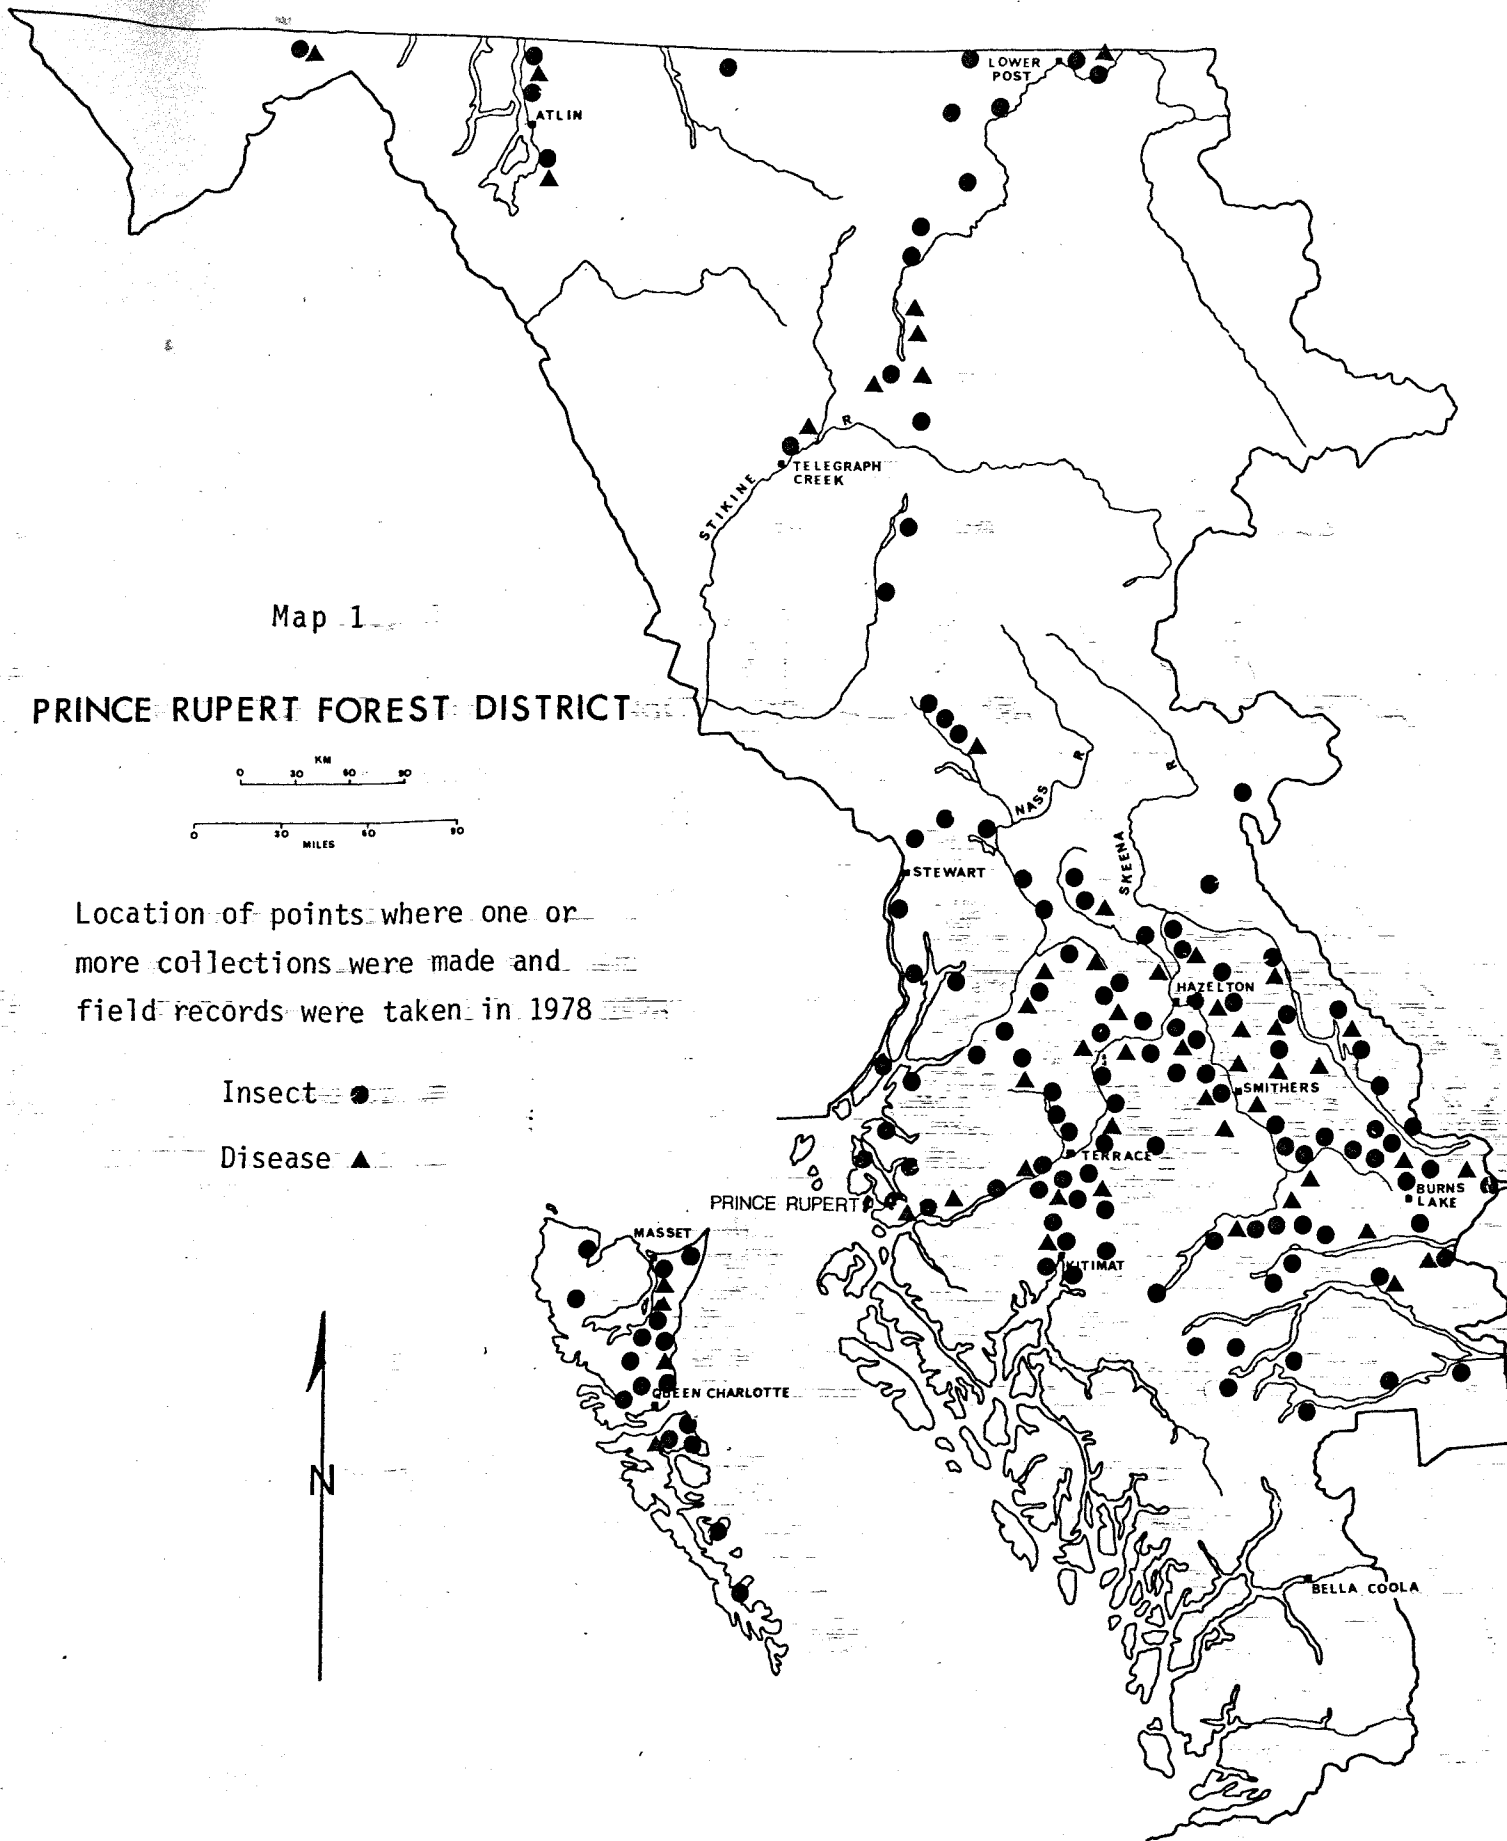 LOWER
POST
ATLIN
R
TELEGRAPH
CREEK
STIKINE
Map 1
PRINCE RUPERT FOREST DISTRICT
KM
0 30 60 90
0 30 60 90
MILES
R
R
NASS
SKEENA
STEWART
Location of points where one or
more collections were made and
field records were taken in 1978
HAZELTON
Insect
SMITHERS
Disease
TERRACE
BURNS
LAKE
PRINCE RUPERT
MASSET
KITIMAT
QUEEN CHARLOTTE
N
BELLA COOLA